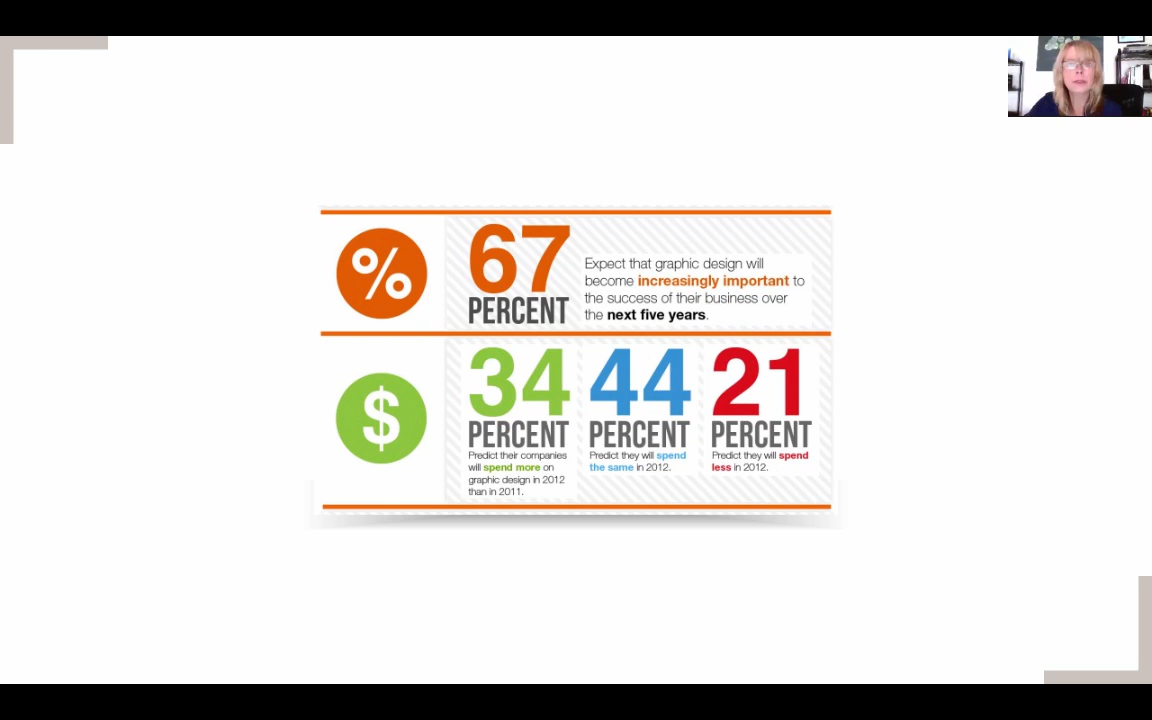 %
67
PERCENT
Expect that graphic design will
become increasingly important to
the success of their business over
the next five years.
$
34
PERCENT
Predict their companies
will spend more on
graphic design in 2012
than in 2011.
44
PERCENT
Predict they will spend
the same in 2012.
21
PERCENT
Predict they will spend
less in 2012.